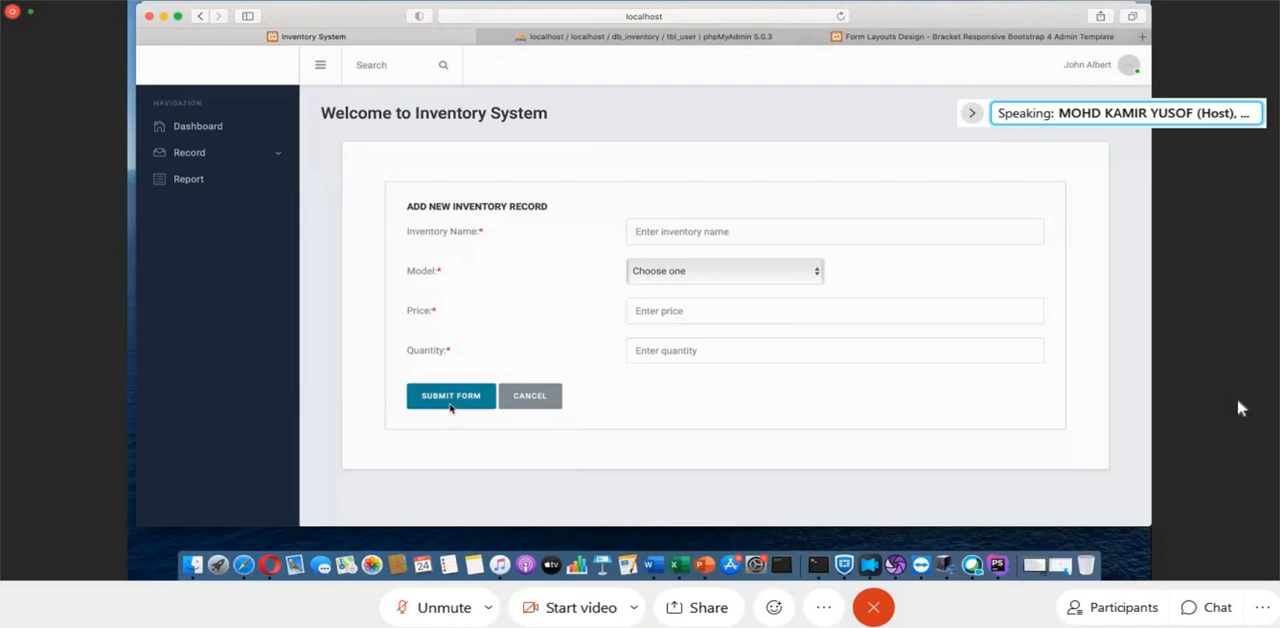 localhost
Inventory System
localhost / localhost / db_inventory / tbl_user | phpMyAdmin 5.0.3
Form Layouts Design - Bracket Responsive Bootstrap 4 Admin Template
Search
John Albert
NAVIGATION
Dashboard
Record
Report
Welcome to Inventory System
Speaking: MOHD KAMIR YUSOF (Host), ...
ADD NEW INVENTORY RECORD
Inventory Name:*
Enter inventory name
Model:*
Choose one
Price:*
Enter price
Quantity:*
Enter quantity
SUBMIT FORM
CANCEL
24
tv
PS
Unmute
Start video
Share
Participants
Chat